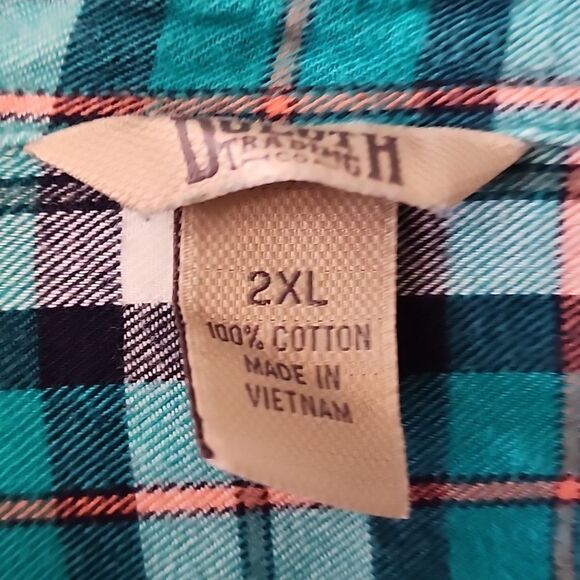 DULUTH
TRADING
CO
2XL
100% COTTON
MADE IN
VIETNAM